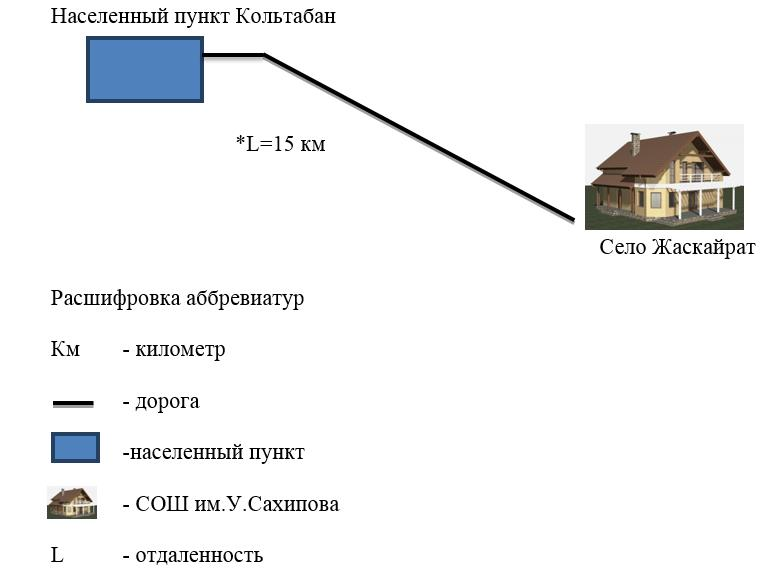 Населенный пункт Кольтабан
*L=15 км
Село Жаскайрат
Расшифровка аббревиатур
Км - километр
- дорога
-населенный пункт
- СОШ им.У.Сахипова
L - отдаленность